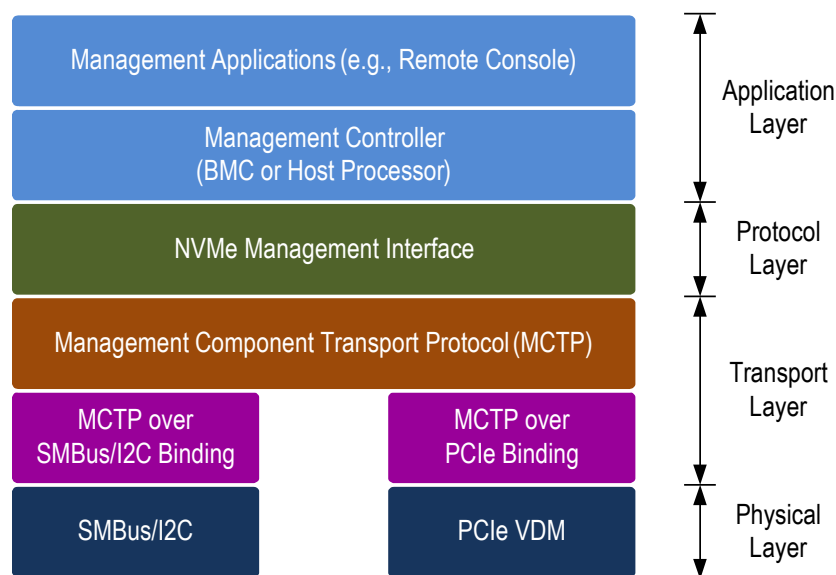 Management Applications (e.g., Remote Console)
Application
Layer
Management Controller
(BMC or Host Processor)
NVMe Management Interface
Protocol
Layer
Management Component Transport Protocol (MCTP)
Transport
Layer
MCTP over
SMBus/I2C Binding
MCTP over
PCIe Binding
SMBus/I2C
PCIe VDM
Physical
Layer